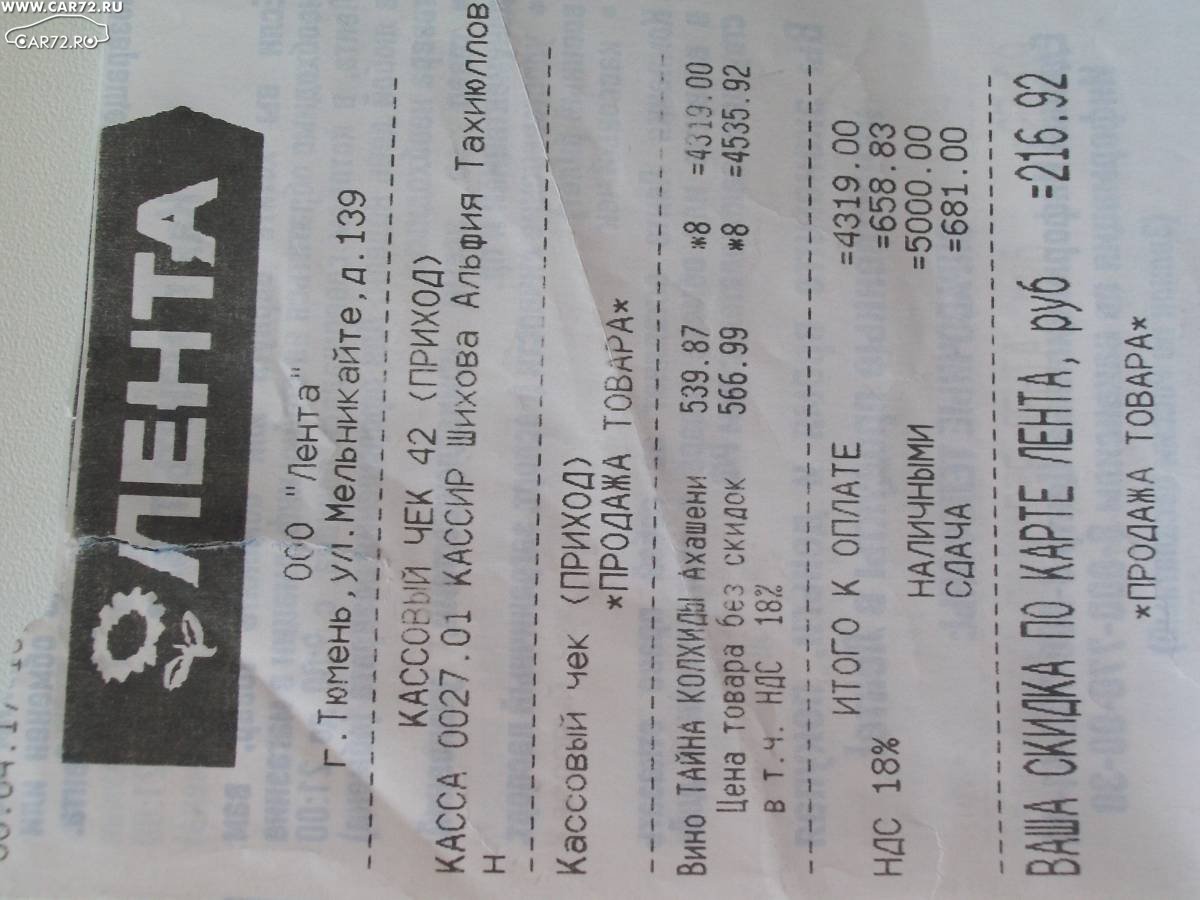 WWW.CAR72.RU
CAR72.RU
ЛЕНТА
ООО "Лента"
г.Тюмень,ул.Мельникайте,д.139
КАССОВЫЙ ЧЕК 42 (ПРИХОД)
КАССА 0027.01 КАССИР Шихова Альфия Тахиюллов
н
Кассовый чек (ПРИХОД)
*ПРОДАЖА ТОВАРА*
Вино ТАЙНА КОЛХИДЫ Ахашени 539.87 *8 =4319.00
Цена товара без скидок 566.99 *8 =4535.92
в т.ч. НДС 18%
ИТОГО К ОПЛАТЕ =4319.00
НДС 18% =658.83
НАЛИЧНЫМИ =5000.00
СДАЧА =681.00
ВАША СКИДКА ПО КАРТЕ ЛЕНТА, руб =216.92
*ПРОДАЖА ТОВАРА*